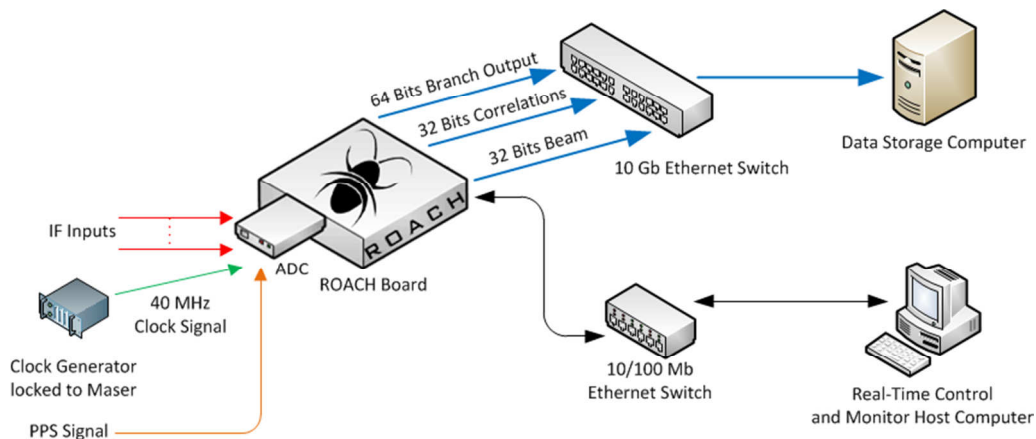 64 Bits Branch Output
32 Bits Correlations
32 Bits Beam
10 Gb Ethernet Switch
Data Storage Computer
IF Inputs
ADC
ROACH
ROACH Board
40 MHz
Clock Signal
Clock Generator
locked to Maser
PPS Signal
10/100 Mb
Ethernet Switch
Real-Time Control
and Monitor Host Computer